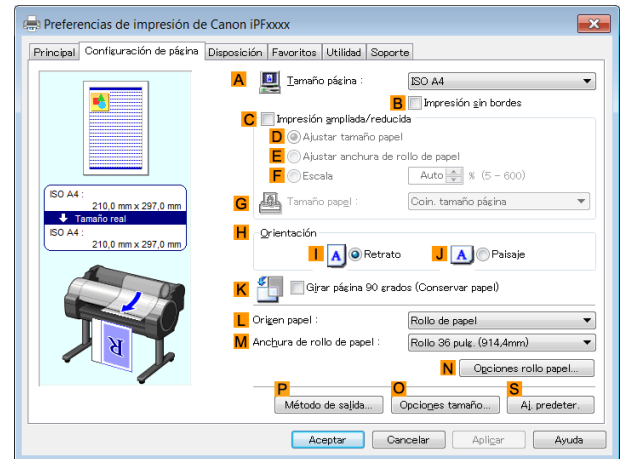 Preferencias de impresión de Canon iPFxxxx
Principal Configuración de página Disposición Favoritos Utilidad Soporte
A Tamaño página : ISO A4
B Impresión sin bordes
C Impresión ampliada/reducida
D Ajustar tamaño papel
E Ajustar anchura de rollo de papel
F Escala Auto % (5 - 600)
G Tamaño papel : Coin. tamaño página
ISO A4 :
210,0 mm x 297,0 mm
Tamaño real
ISO A4 :
210,0 mm x 297,0 mm
H Orientación
I A Retrato J A Paisaje
K Girar página 90 grados (Conservar papel)
L Origen papel : Rollo de papel
M Anchura de rollo de papel : Rollo 36 pulg. (914,4mm)
N Opciones rollo papel...
P O S
Método de salida... Opciones tamaño... Aj. predeter.
R
Aceptar Cancelar Aplicar Ayuda